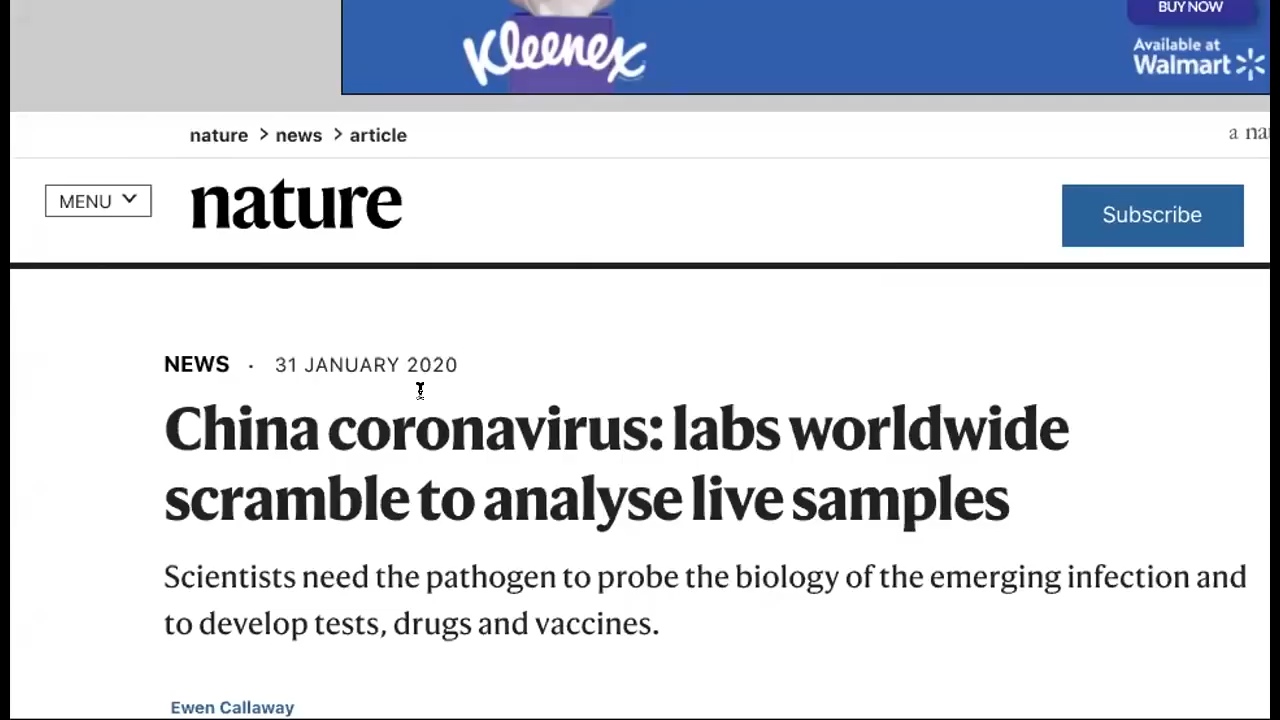 BUY NOW
Kleenex
Available at
Walmart
nature > news > article
a na
MENU
nature
Subscribe
NEWS · 31 JANUARY 2020
China coronavirus: labs worldwide
scramble to analyse live samples
Scientists need the pathogen to probe the biology of the emerging infection and
to develop tests, drugs and vaccines.
Ewen Callaway